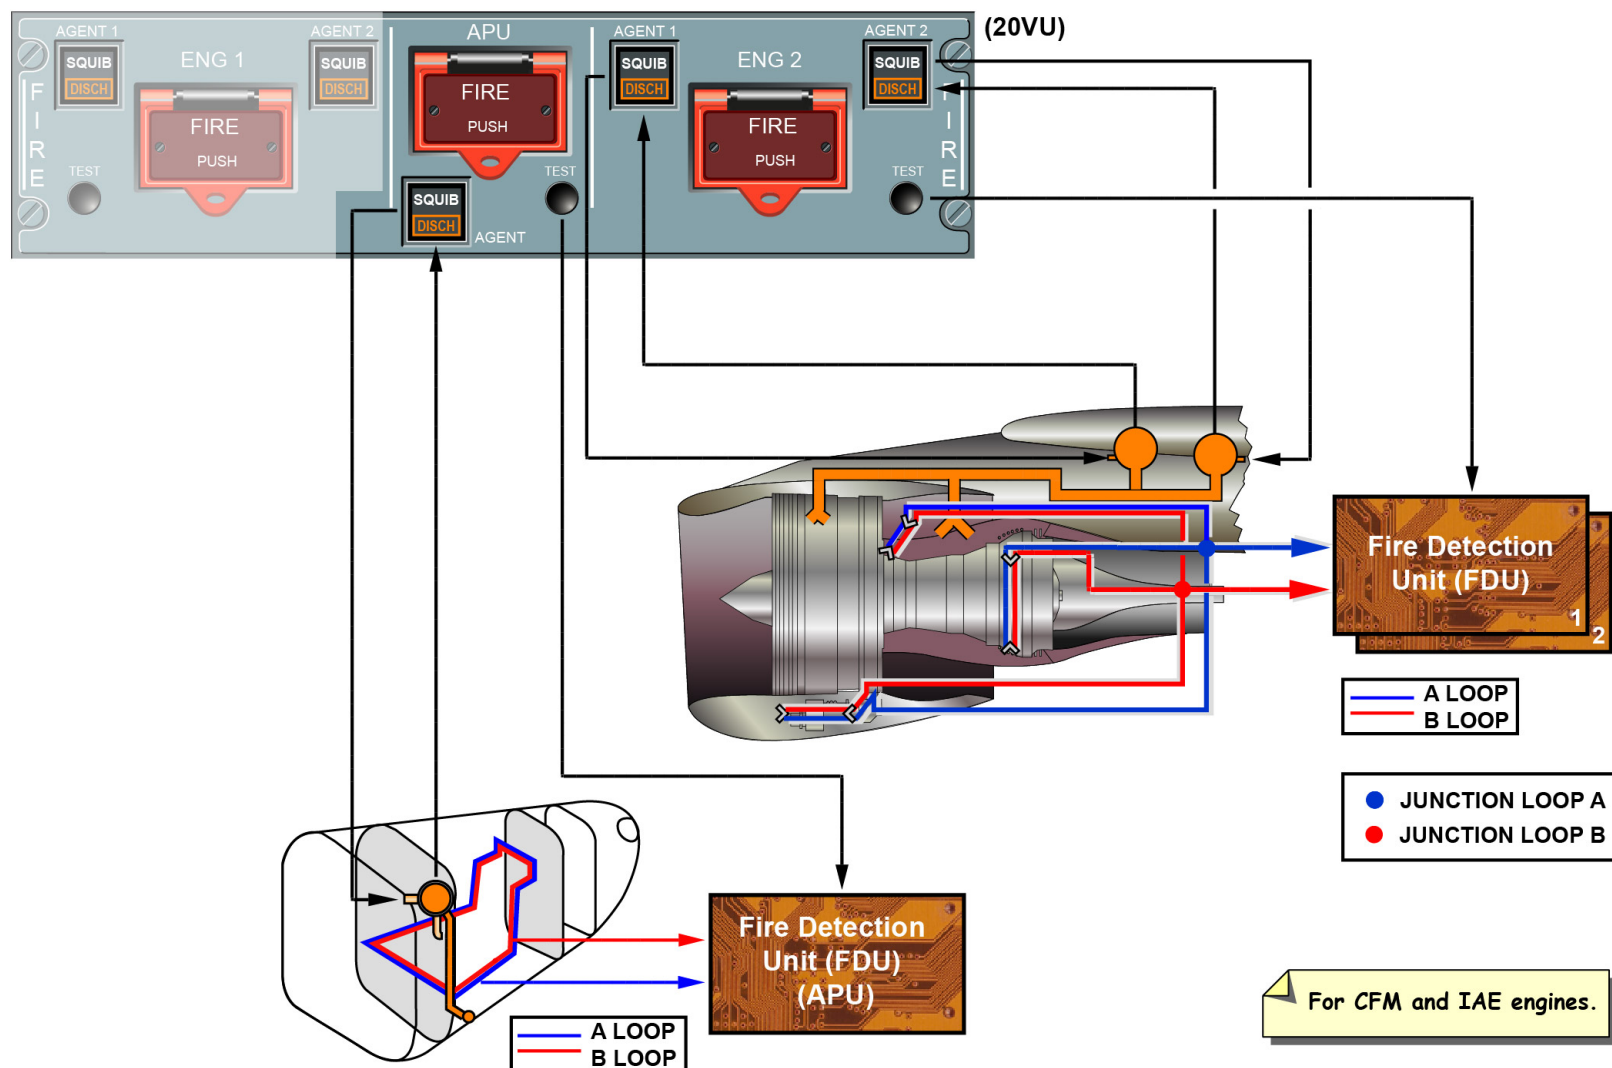 (20VU)
AGENT 1
AGENT 2
APU
AGENT 1
AGENT 2
SQUIB
DISCH
ENG 1
SQUIB
DISCH
FIRE
PUSH
SQUIB
DISCH
ENG 2
SQUIB
DISCH
FIRE
FIRE
PUSH
FIRE
PUSH
FIRE
TEST
TEST
TEST
SQUIB
DISCH
AGENT
Fire Detection
Unit (FDU)
1
2
A LOOP
B LOOP
JUNCTION LOOP A
JUNCTION LOOP B
Fire Detection
Unit (FDU)
(APU)
For CFM and IAE engines.
A LOOP
B LOOP